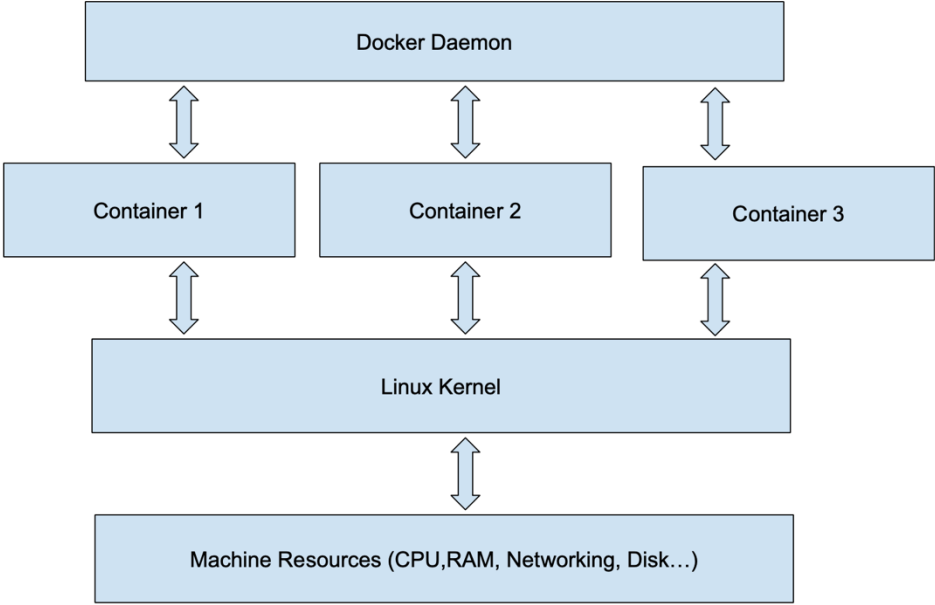 Docker Daemon
Container 1
Container 2
Container 3
Linux Kernel
Machine Resources (CPU,RAM, Networking, Disk…)